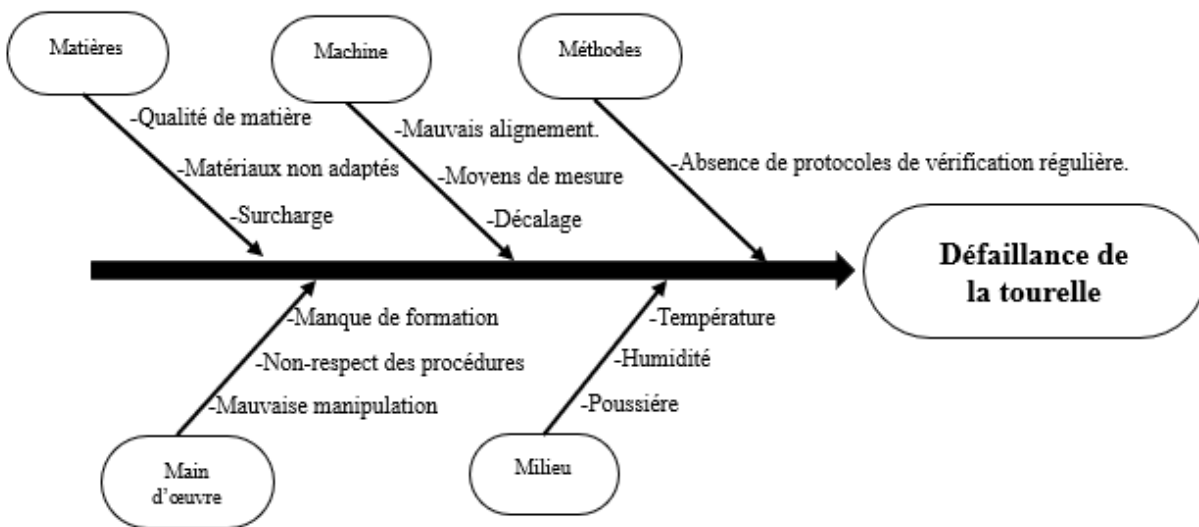 Matières
Machine
Méthodes
-Qualité de matière
-Matériaux non adaptés
-Surcharge
-Mauvais alignement.
-Moyens de mesure
-Décalage
-Absence de protocoles de vérification régulière.
Défaillance de
la tourelle
-Manque de formation
-Non-respect des procédures
-Mauvaise manipulation
-Température
-Humidité
-Poussiére
Main
d’œuvre
Milieu